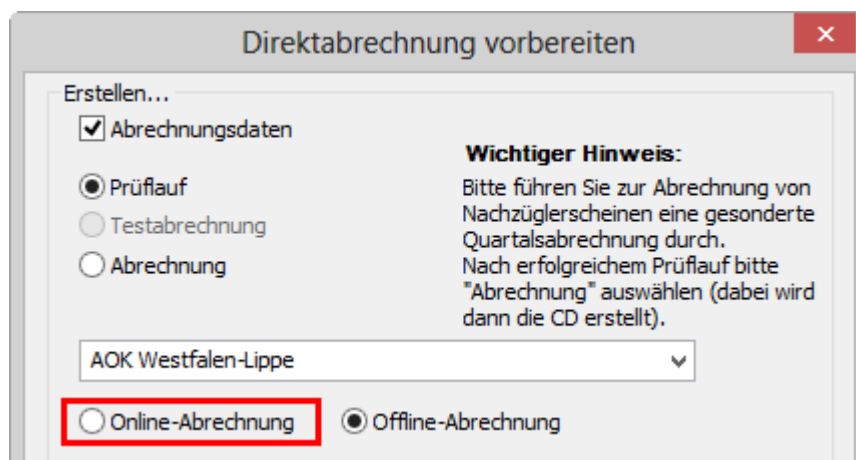 Direktabrechnung vorbereiten
Erstellen...
Abrechnungsdaten
Prüflauf
Testabrechnung
Abrechnung
Wichtiger Hinweis:
Bitte führen Sie zur Abrechnung von
Nachzüglerscheinen eine gesonderte
Quartalsabrechnung durch.
Nach erfolgreichem Prüflauf bitte
"Abrechnung" auswählen (dabei wird
dann die CD erstellt).
AOK Westfalen-Lippe
Online-Abrechnung Offline-Abrechnung